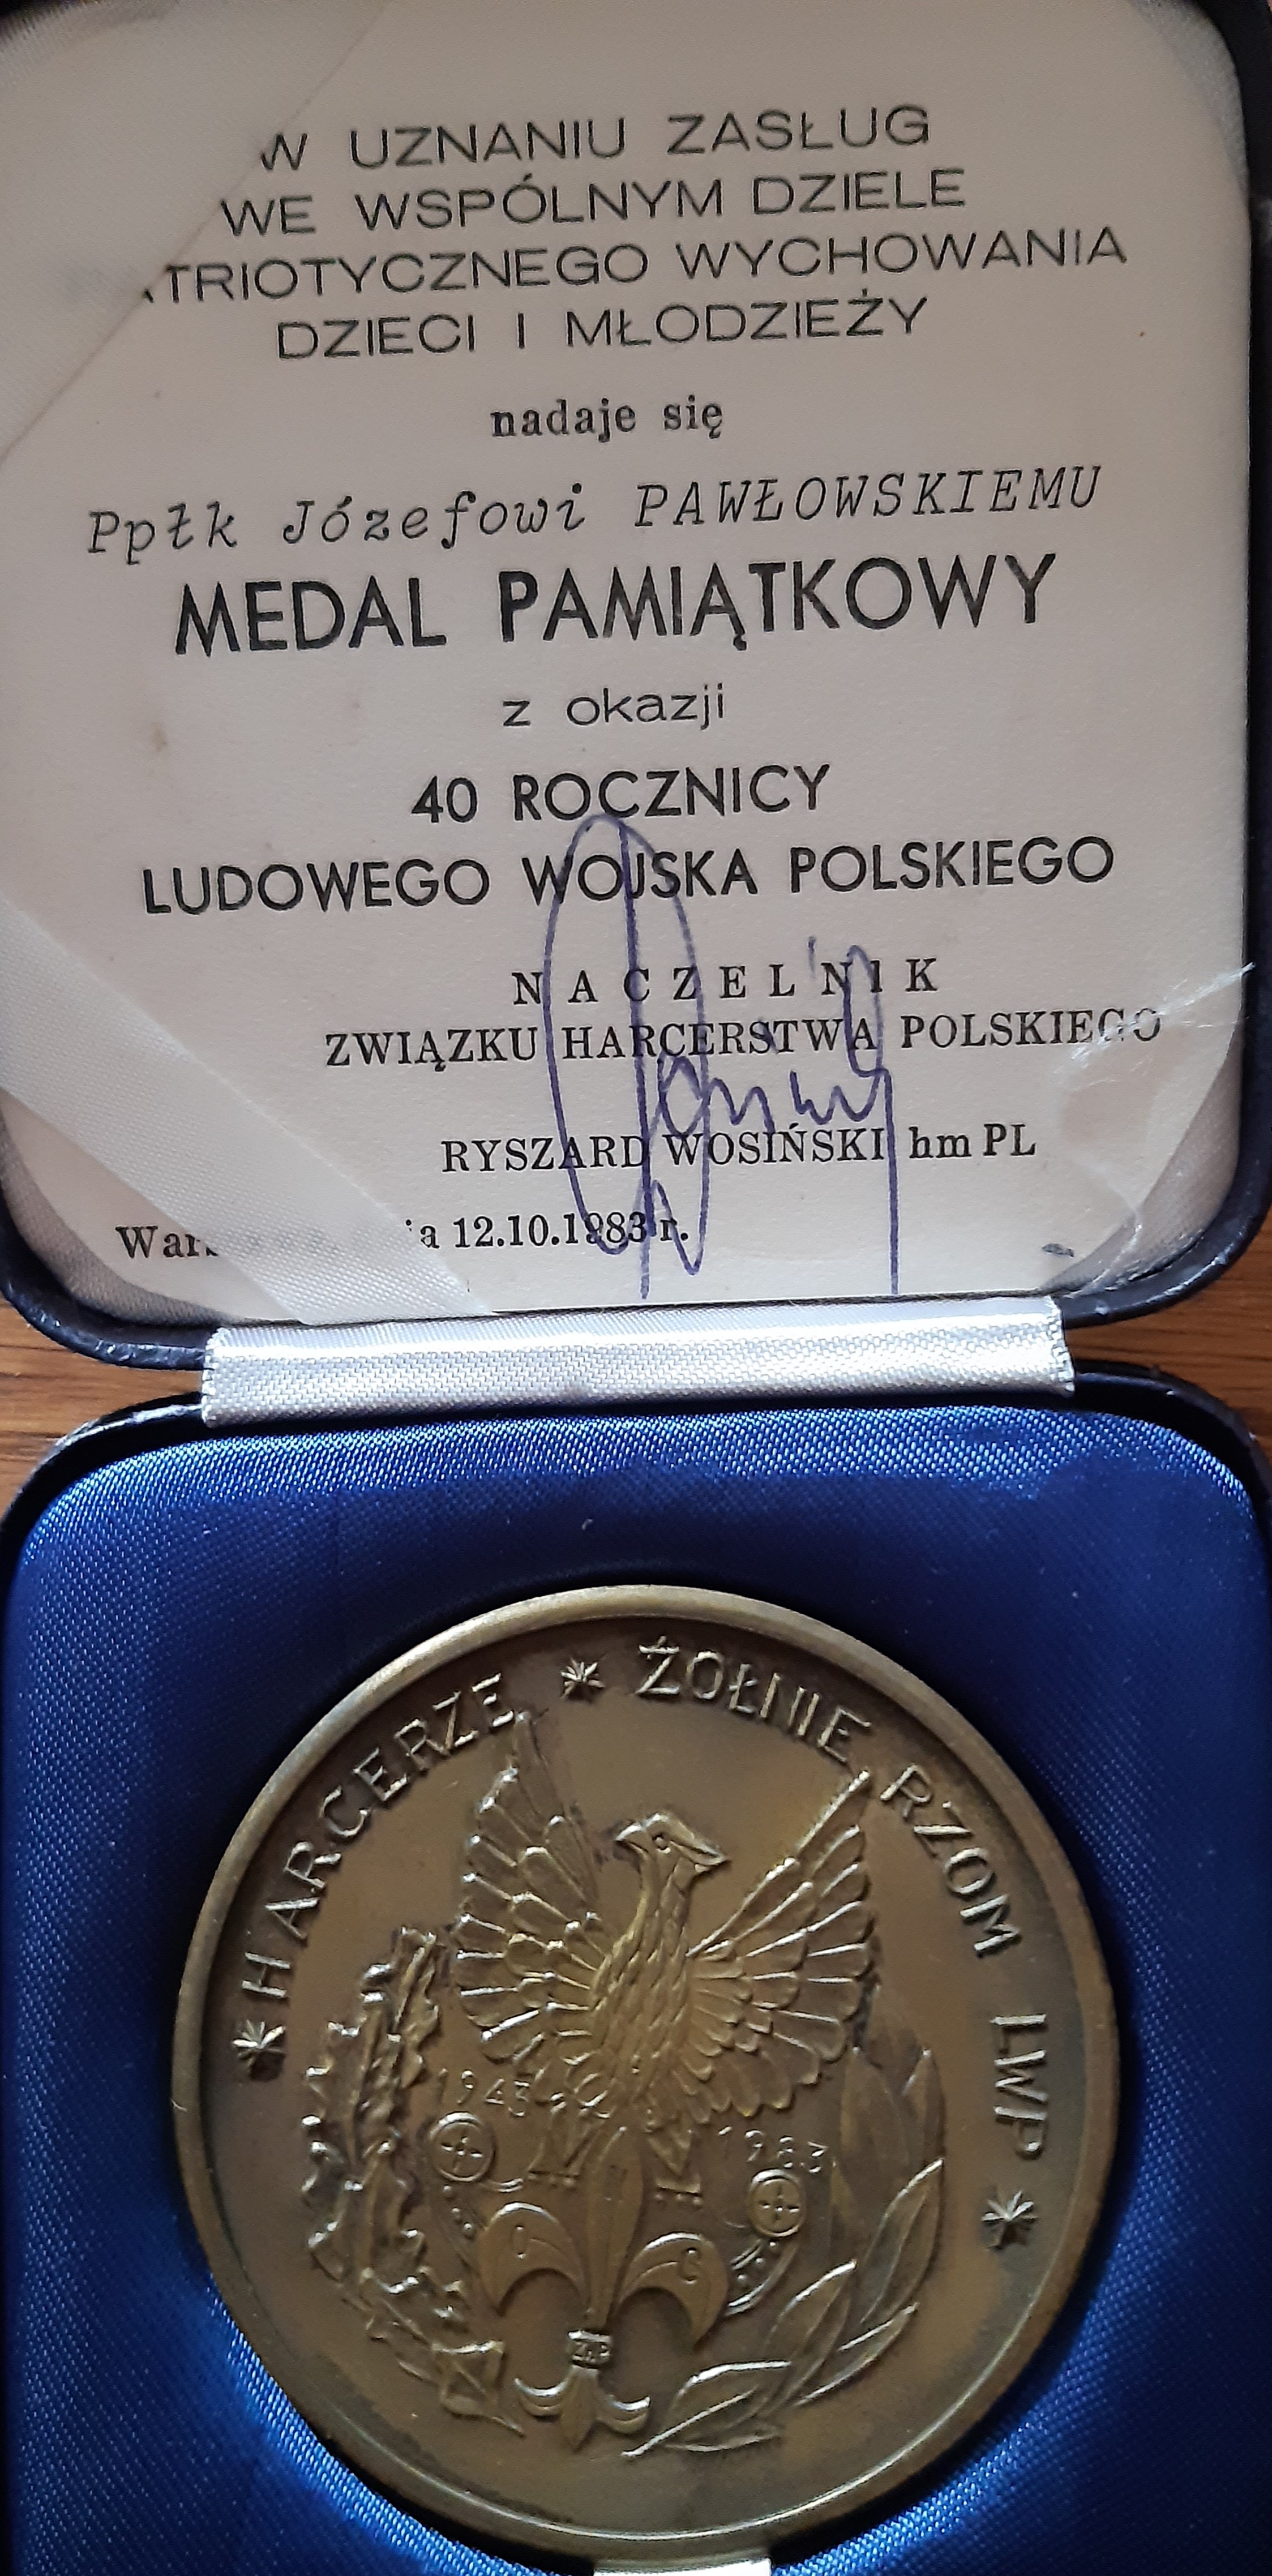 W UZNANIU ZASŁUG
WE WSPÓLNYM DZIELE
TRIOTYCZNEGO WYCHOWANIA
DZIECI I MŁODZIEŻY
nadaje się
Ppłk Józefowi PAWŁOWSKIEMU
MEDAL PAMIĄTKOWY
z okazji
40 ROCZNICY
LUDOWEGO WOJSKA POLSKIEGO
NACZELNIK
ZWIĄZKU HARCERSTWA POLSKIEGO
RYSZARD WOSIŃSKI hm PL
War ia 12.10.1983 r.
* HARCERZE * ŻOŁNIERZOM LWP *
1943
1983